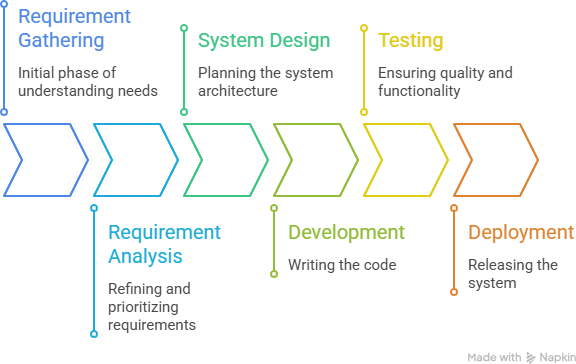 Requirement
Gathering
Initial phase of
understanding needs
System Design
Planning the system
architecture
Testing
Ensuring quality and
functionality
Requirement
Analysis
Refining and
prioritizing
requirements
Development
Writing the code
Deployment
Releasing the
system
Made with Napkin